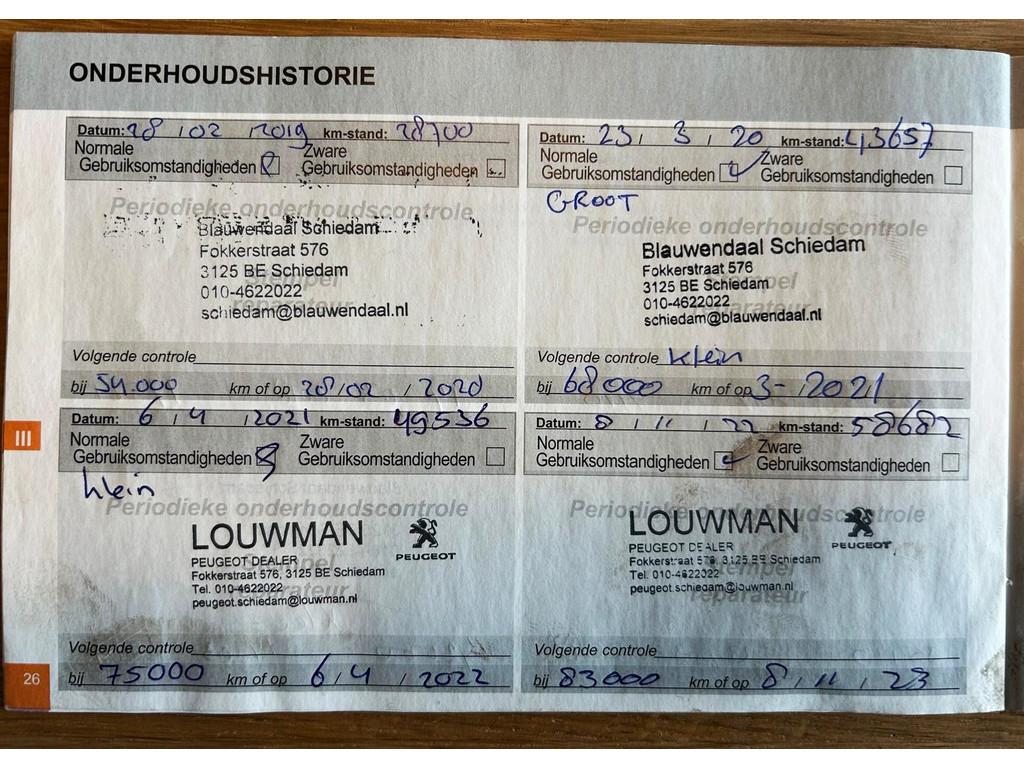 ONDERHOUDSHISTORIE
Datum: 28 / 02 / 2019 km-stand: 28700
Normale Zware
Gebruiksomstandigheden Gebruiksomstandigheden
Periodieke onderhoudscontrole
Blauwendaal Schiedam
Fokkerstraat 576
3125 BE Schiedam
Stempel
010-4622022
reparateur
schiedam@blauwendaal.nl
Volgende controle
bij 54.000 km of op 28/02 / 2020
Datum: 23 / 3 / 20 km-stand: 43657
Normale Zware
Gebruiksomstandigheden Gebruiksomstandigheden
GROOT
Periodieke onderhoudscontrole
Blauwendaal Schiedam
Fokkerstraat 576
Stempel
3125 BE Schiedam
010-4622022
reparateur
schiedam@blauwendaal.nl
Volgende controle klein
bij 68000 km of op 3- 2021
III
Datum: 6 / 4 / 2021 km-stand: 49536
Normale Zware
Gebruiksomstandigheden Gebruiksomstandigheden
klein
Periodieke onderhoudscontrole
LOUWMAN
PEUGEOT
PEUGEOT DEALER
Stempel
Fokkerstraat 576, 3125 BE Schiedam
Tel. 010-4622022
reparateur
peugeot.schiedam@louwman.nl
Volgende controle
bij 75000 km of op 6 / 4 / 2022
Datum: 8 / 11 / 22 km-stand: 58682
Normale Zware
Gebruiksomstandigheden Gebruiksomstandigheden
Periodieke onderhoudscontrole
LOUWMAN
PEUGEOT
PEUGEOT DEALER
Fokkerstraat 576, 3125 BE Schiedam
Stempel
Tel. 010-4622022
peugeot.schiedam@louwman.nl
reparateur
Volgende controle
bij 83000 km of op 8 / 11 / 23
26